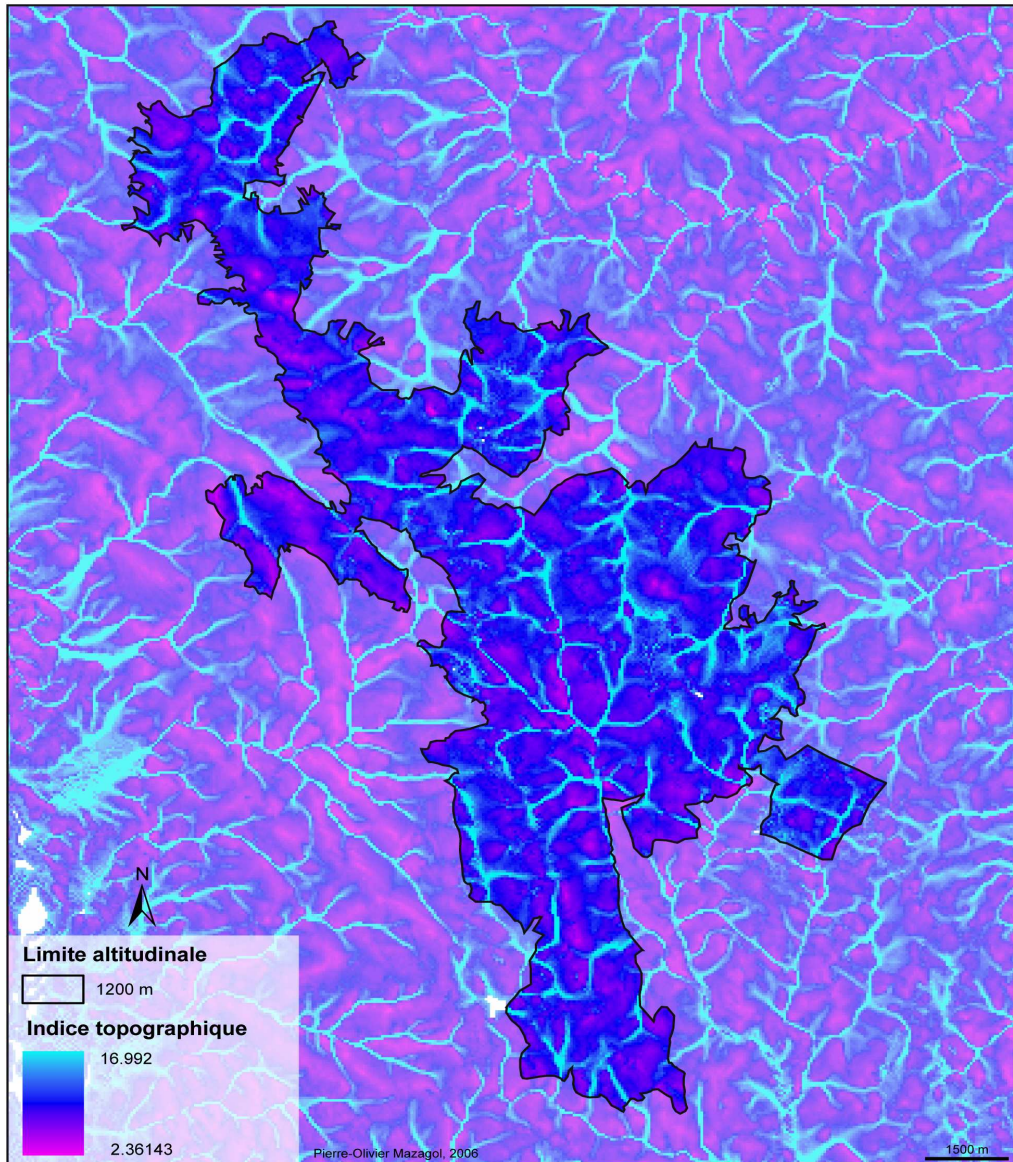 N
Limite altitudinale
1200 m
Indice topographique
16.992
2.36143
Pierre-Olivier Mazagol, 2006
1500 m